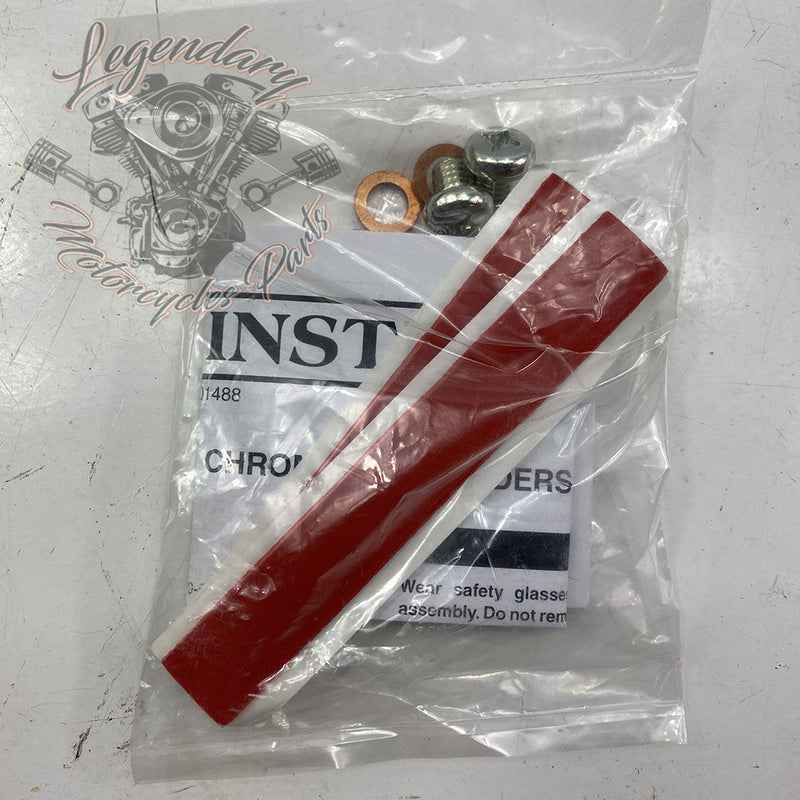 Legendary
Motorcycles Parts
INST
01488
CHRO
DERS
Wear safety glasse
assembly. Do not rem